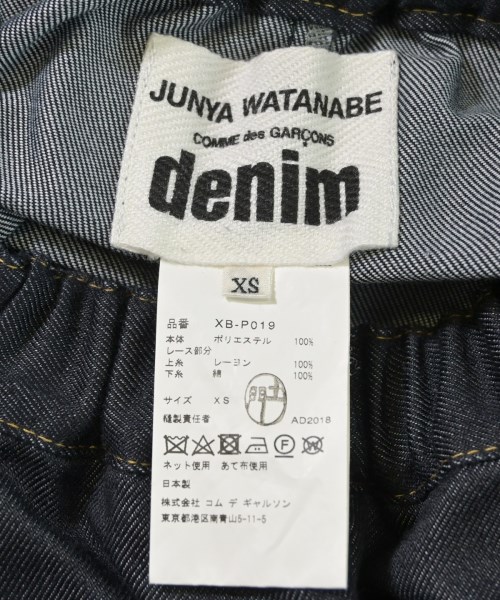 JUNYA WATANABE
COMME des GARÇONS
denim
XS
品番 XB-P019
本体 ポリエステル 100%
レース部分
上糸 レーヨン 100%
下糸 綿 100%
サイズ XS
縫製責任者 AD2018
ネット使用 あて布使用
日本製
株式会社 コム デ ギャルソン
東京都港区南青山5-11-5